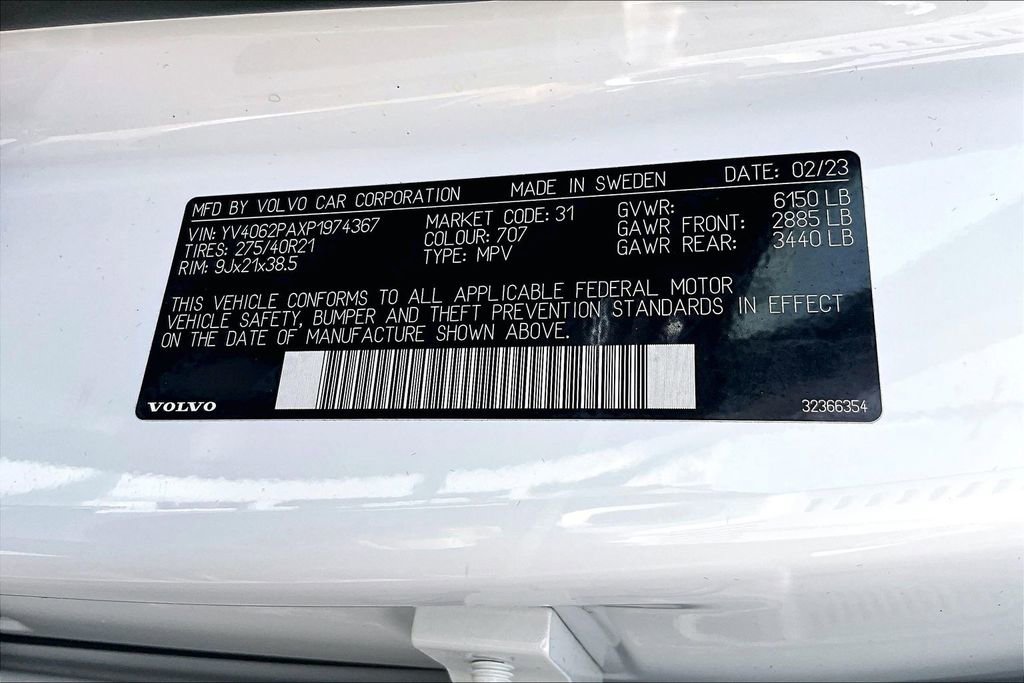 MFD BY VOLVO CAR CORPORATION MADE IN SWEDEN DATE: 02/23
VIN: YV4062PAXP1974367 MARKET CODE: 31 GVWR: 6150 LB
TIRES: 275/40R21 COLOUR: 707 GAWR FRONT: 2885 LB
RIM: 9Jx21x38.5 TYPE: MPV GAWR REAR: 3440 LB
THIS VEHICLE CONFORMS TO ALL APPLICABLE FEDERAL MOTOR
VEHICLE SAFETY, BUMPER AND THEFT PREVENTION STANDARDS IN EFFECT
ON THE DATE OF MANUFACTURE SHOWN ABOVE.
VOLVO 32366354